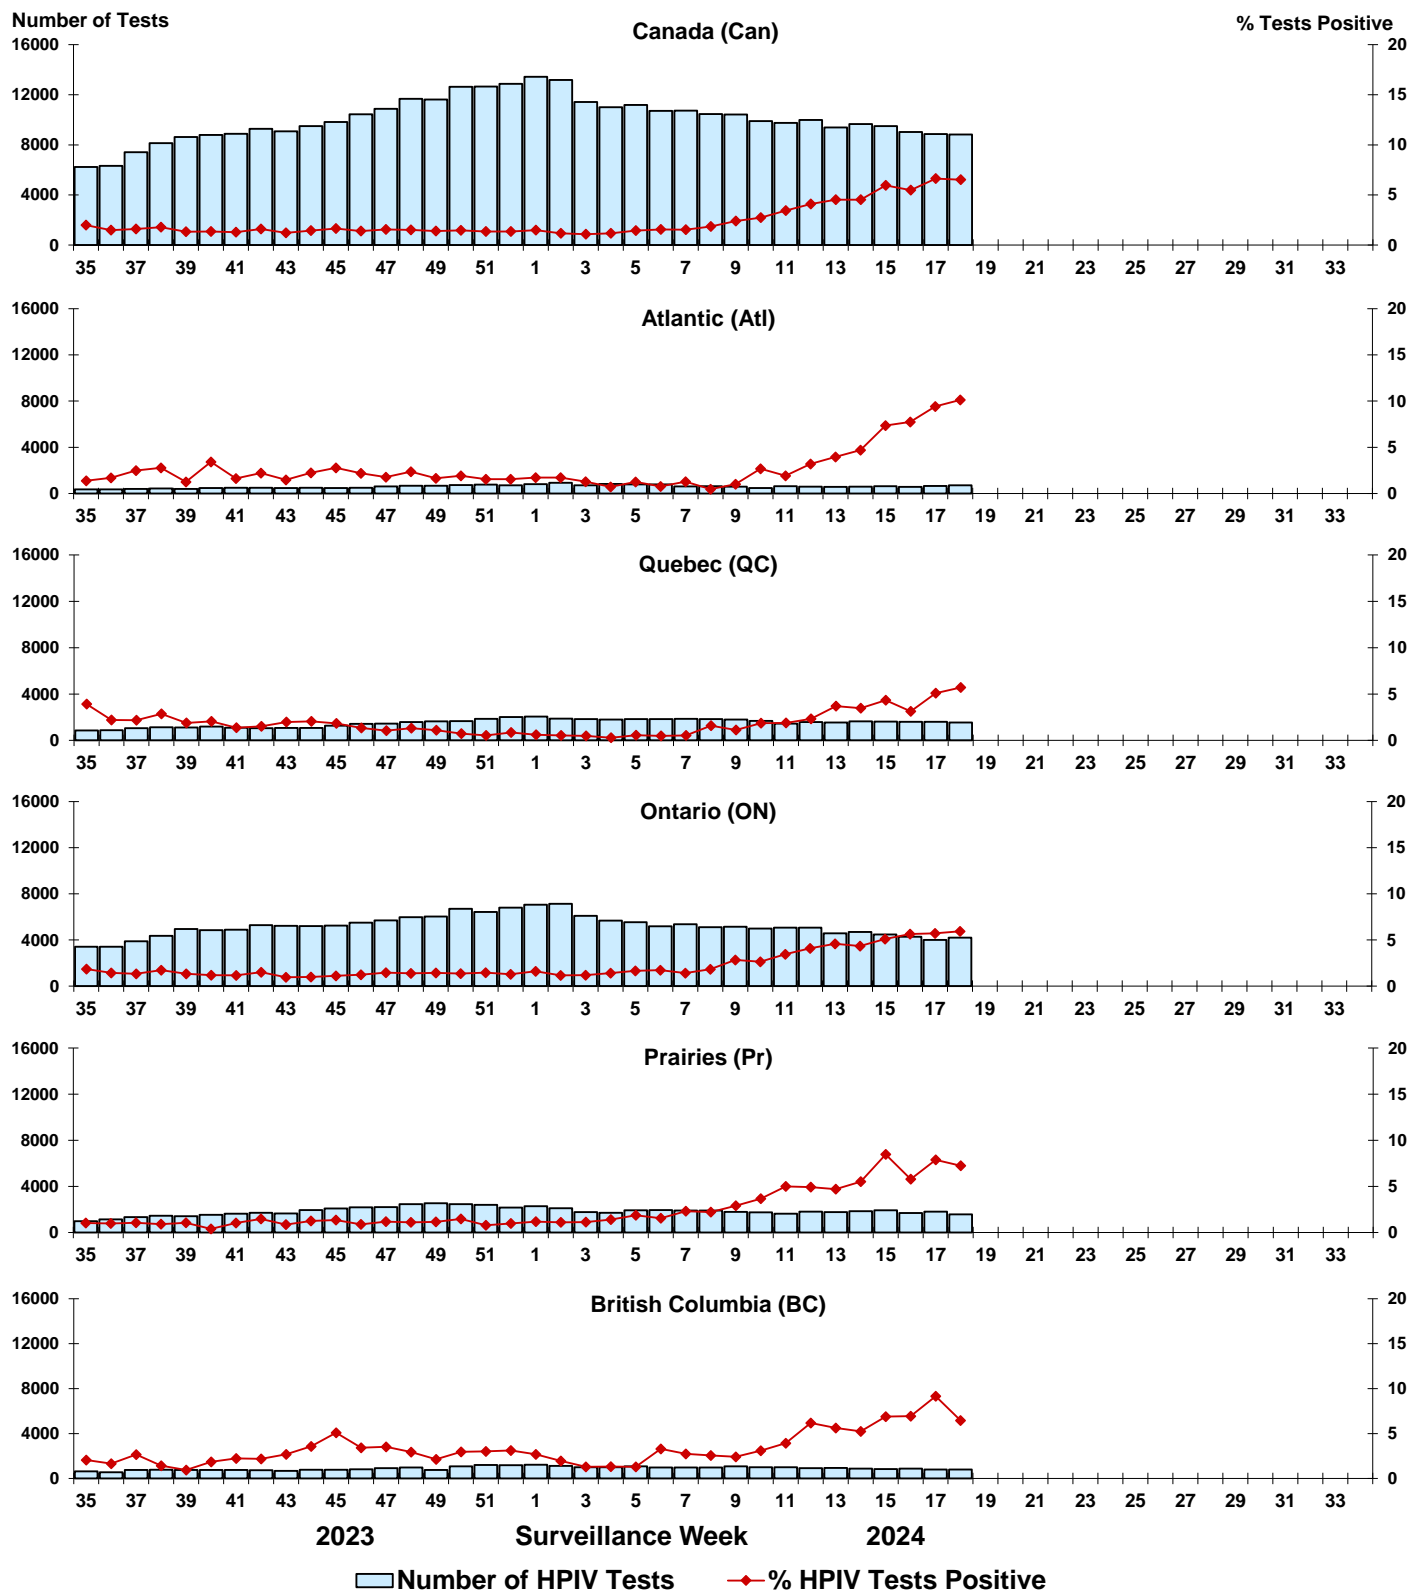 Number of Tests
% Tests Positive
Canada (Can)
16000 20
12000 15
8000 10
4000 5
0 0
35 37 39 41 43 45 47 49 51 1 3 5 7 9 11 13 15 17 19 21 23 25 27 29 31 33
Atlantic (Atl)
16000 20
12000 15
8000 10
4000 5
0 0
35 37 39 41 43 45 47 49 51 1 3 5 7 9 11 13 15 17 19 21 23 25 27 29 31 33
Quebec (QC)
16000 20
12000 15
8000 10
4000 5
0 0
35 37 39 41 43 45 47 49 51 1 3 5 7 9 11 13 15 17 19 21 23 25 27 29 31 33
Ontario (ON)
16000 20
12000 15
8000 10
4000 5
0 0
35 37 39 41 43 45 47 49 51 1 3 5 7 9 11 13 15 17 19 21 23 25 27 29 31 33
Prairies (Pr)
16000 20
12000 15
8000 10
4000 5
0 0
35 37 39 41 43 45 47 49 51 1 3 5 7 9 11 13 15 17 19 21 23 25 27 29 31 33
British Columbia (BC)
16000 20
12000 15
8000 10
4000 5
0 0
35 37 39 41 43 45 47 49 51 1 3 5 7 9 11 13 15 17 19 21 23 25 27 29 31 33
2023 Surveillance Week 2024
Number of HPIV Tests % HPIV Tests Positive